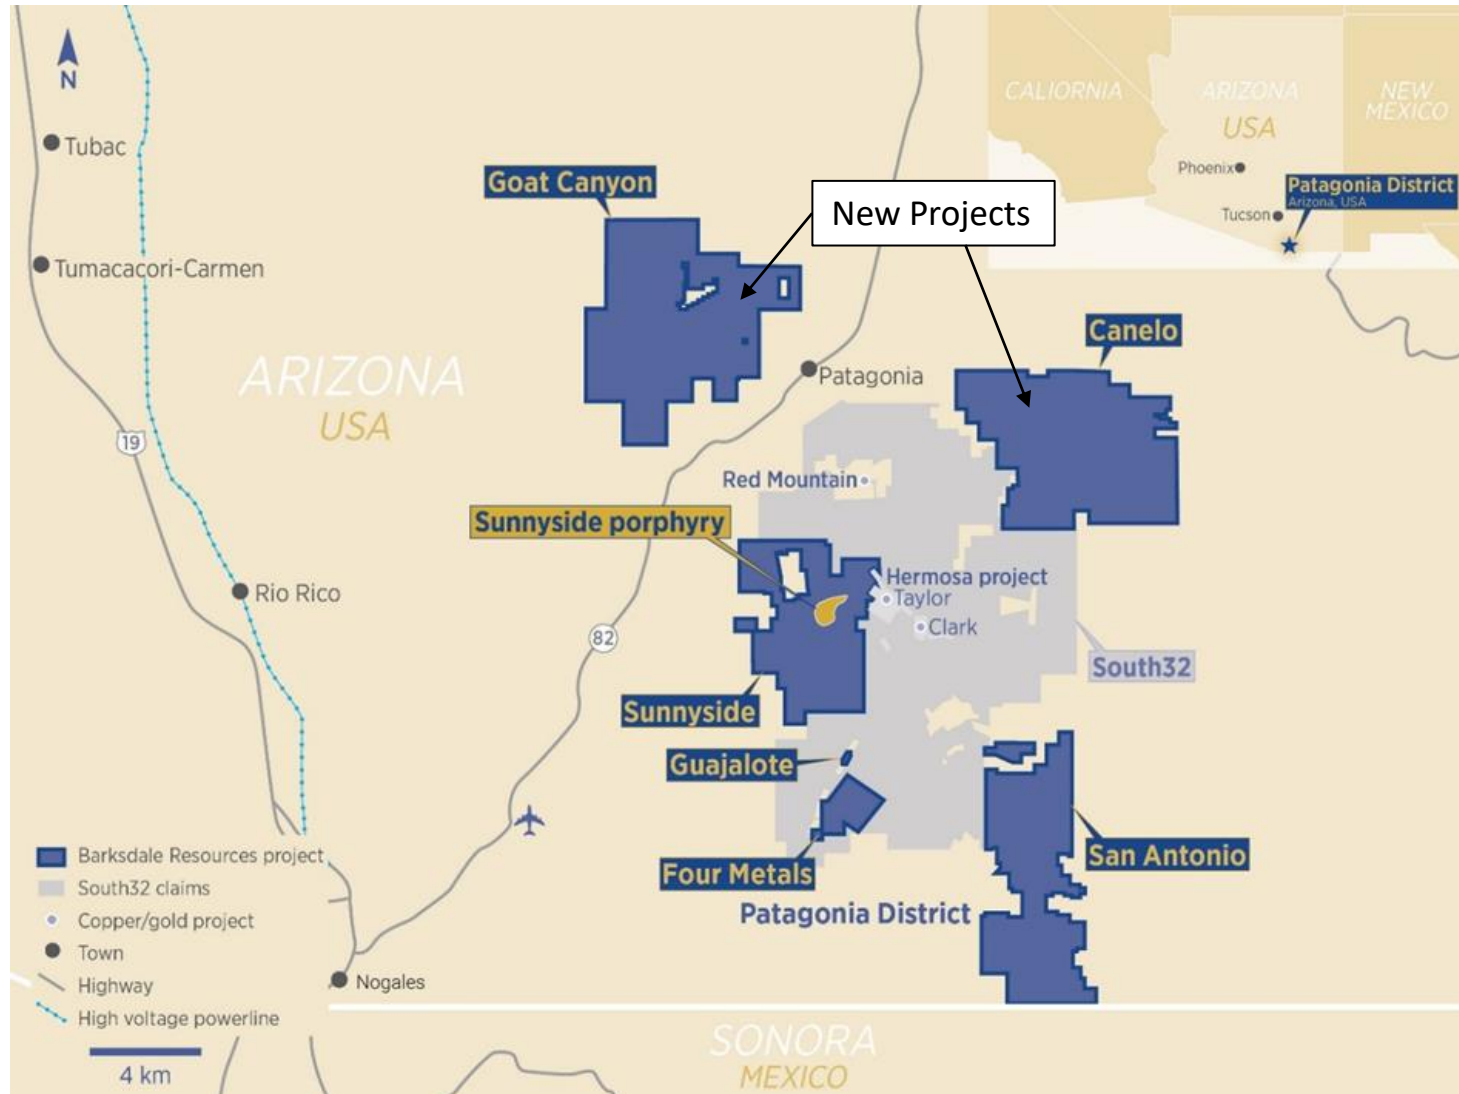 N
Tubac
Tumacacori-Carmen
ARIZONA
USA
19
Rio Rico
Goat Canyon
New Projects
CALIORNIA
ARIZONA
USA
NEW
MEXICO
Phoenix
Tucson
Patagonia District
Arizona, USA
Canelo
Patagonia
Red Mountain
Sunnyside porphyry
Hermosa project
Taylor
Clark
82
South32
Sunnyside
Guajalote
Four Metals
San Antonio
Patagonia District
Barksdale Resources project
South32 claims
Copper/gold project
Town
Highway
High voltage powerline
4 km
Nogales
SONORA
MEXICO